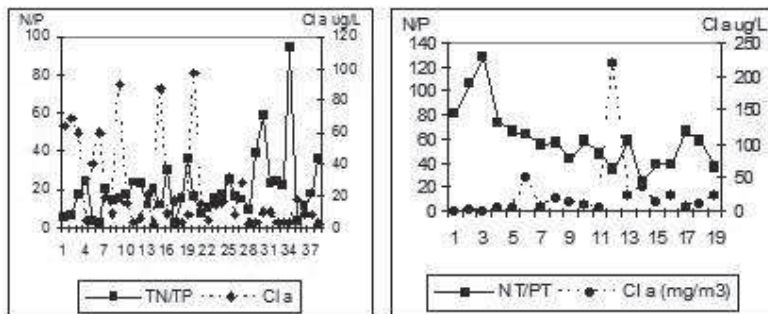 N/P Cl a ug/L
100 120
80 100
60 80
40 60
20 40
0 20
0
1 4 7 10 13 16 19 22 25 28 31 34 37
TN/TP Cl a
N/P Cl a ug/L
140 250
120 200
100 150
80 100
60 50
40 0
20
0
1 3 5 7 9 11 13 15 17 19
NT/PT Cl a (mg/m3)